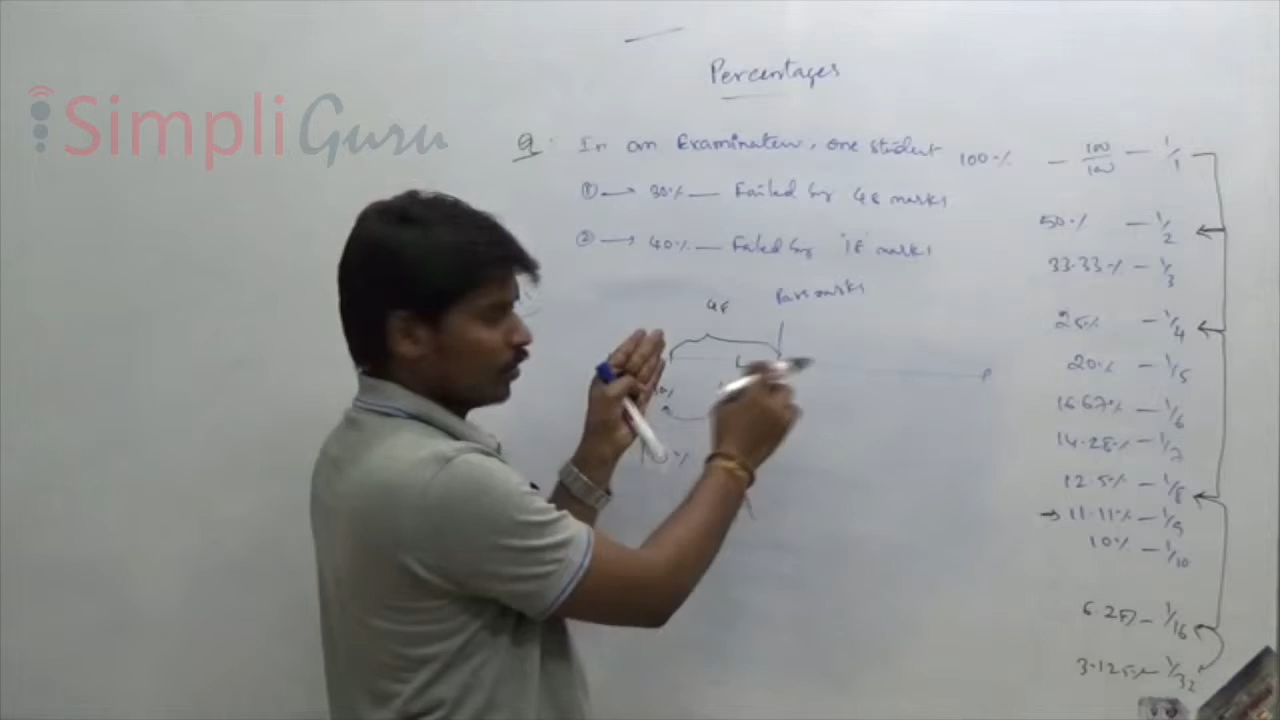 SimpliGuru
Percentages
Q: In an Examination, one student
① → 30% — Failed by 48 marks
② → 40% — Failed by 18 marks
48
Pass marks
100% — 100/100 — 1/1
50% — 1/2
33.33% — 1/3
25% — 1/4
20% — 1/5
16.67% — 1/6
14.28% — 1/7
12.5% — 1/8
→ 11.11% — 1/9
10% — 1/10
6.25 — 1/16
3.125% — 1/32